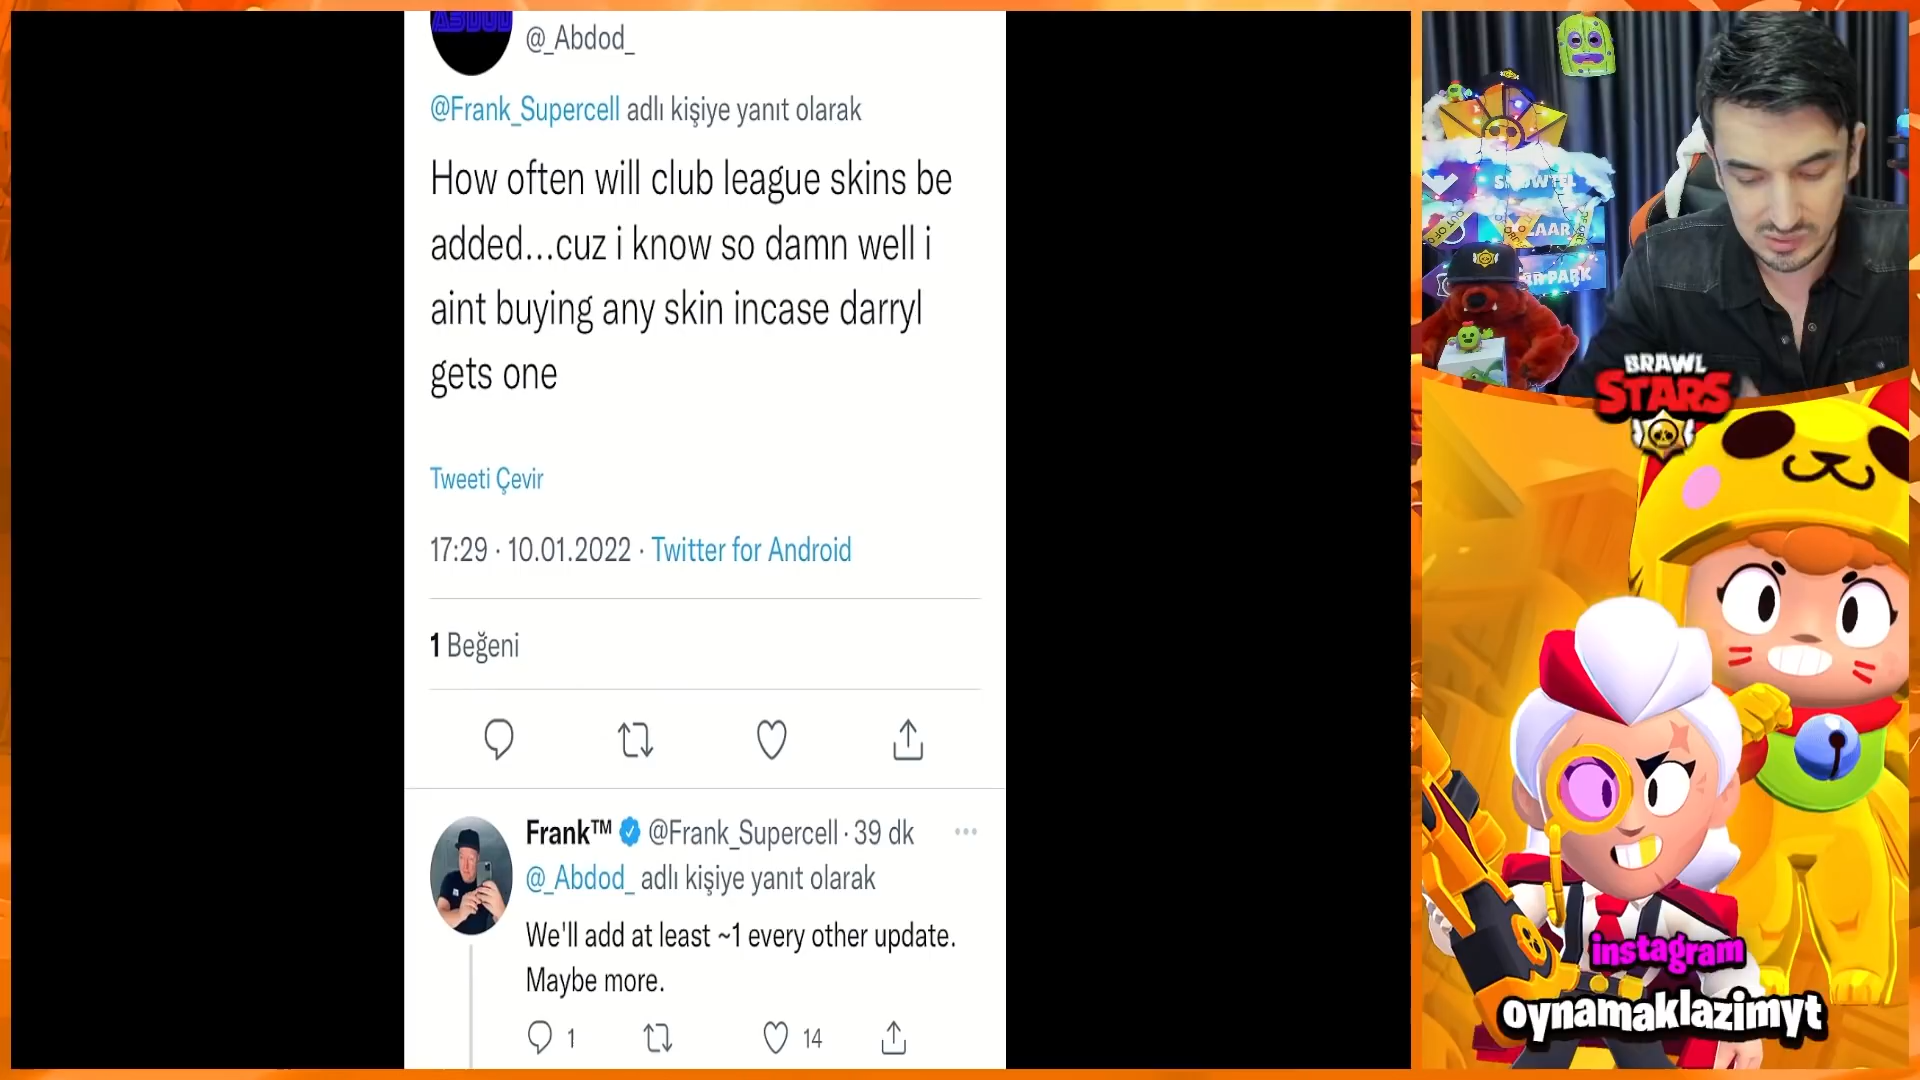 @_Abdod_
@Frank_Supercell adlı kişiye yanıt olarak
How often will club league skins be
added...cuz i know so damn well i
aint buying any skin incase darryl
gets one
Tweeti Çevir
17:29 · 10.01.2022 · Twitter for Android
1 Beğeni
Frank™ @Frank_Supercell · 39 dk
@_Abdod_ adlı kişiye yanıt olarak
We'll add at least ~1 every other update.
Maybe more.
1
14
SNOWTEL
PARK
BRAWL
STARS
instagram
oynamaklazimyt